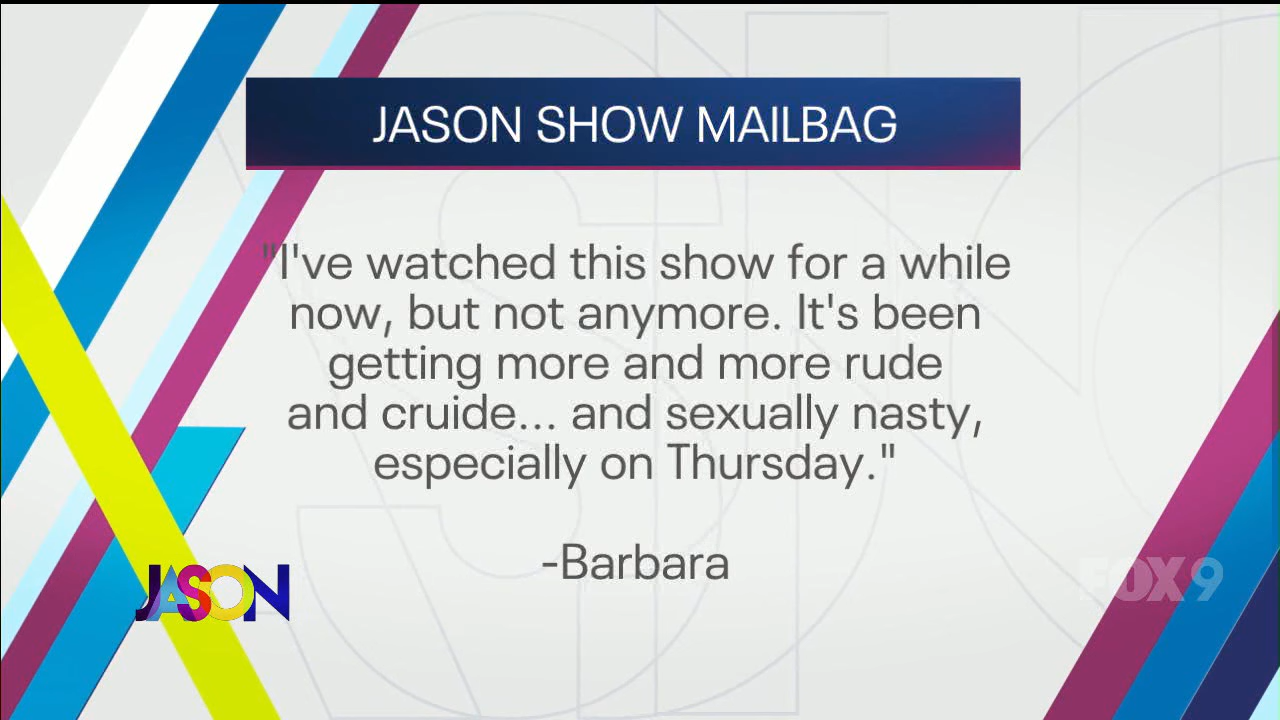 JASON SHOW MAILBAG
"I've watched this show for a while
now, but not anymore. It's been
getting more and more rude
and cruide... and sexually nasty,
especially on Thursday."
-Barbara
JASON
FOX 9